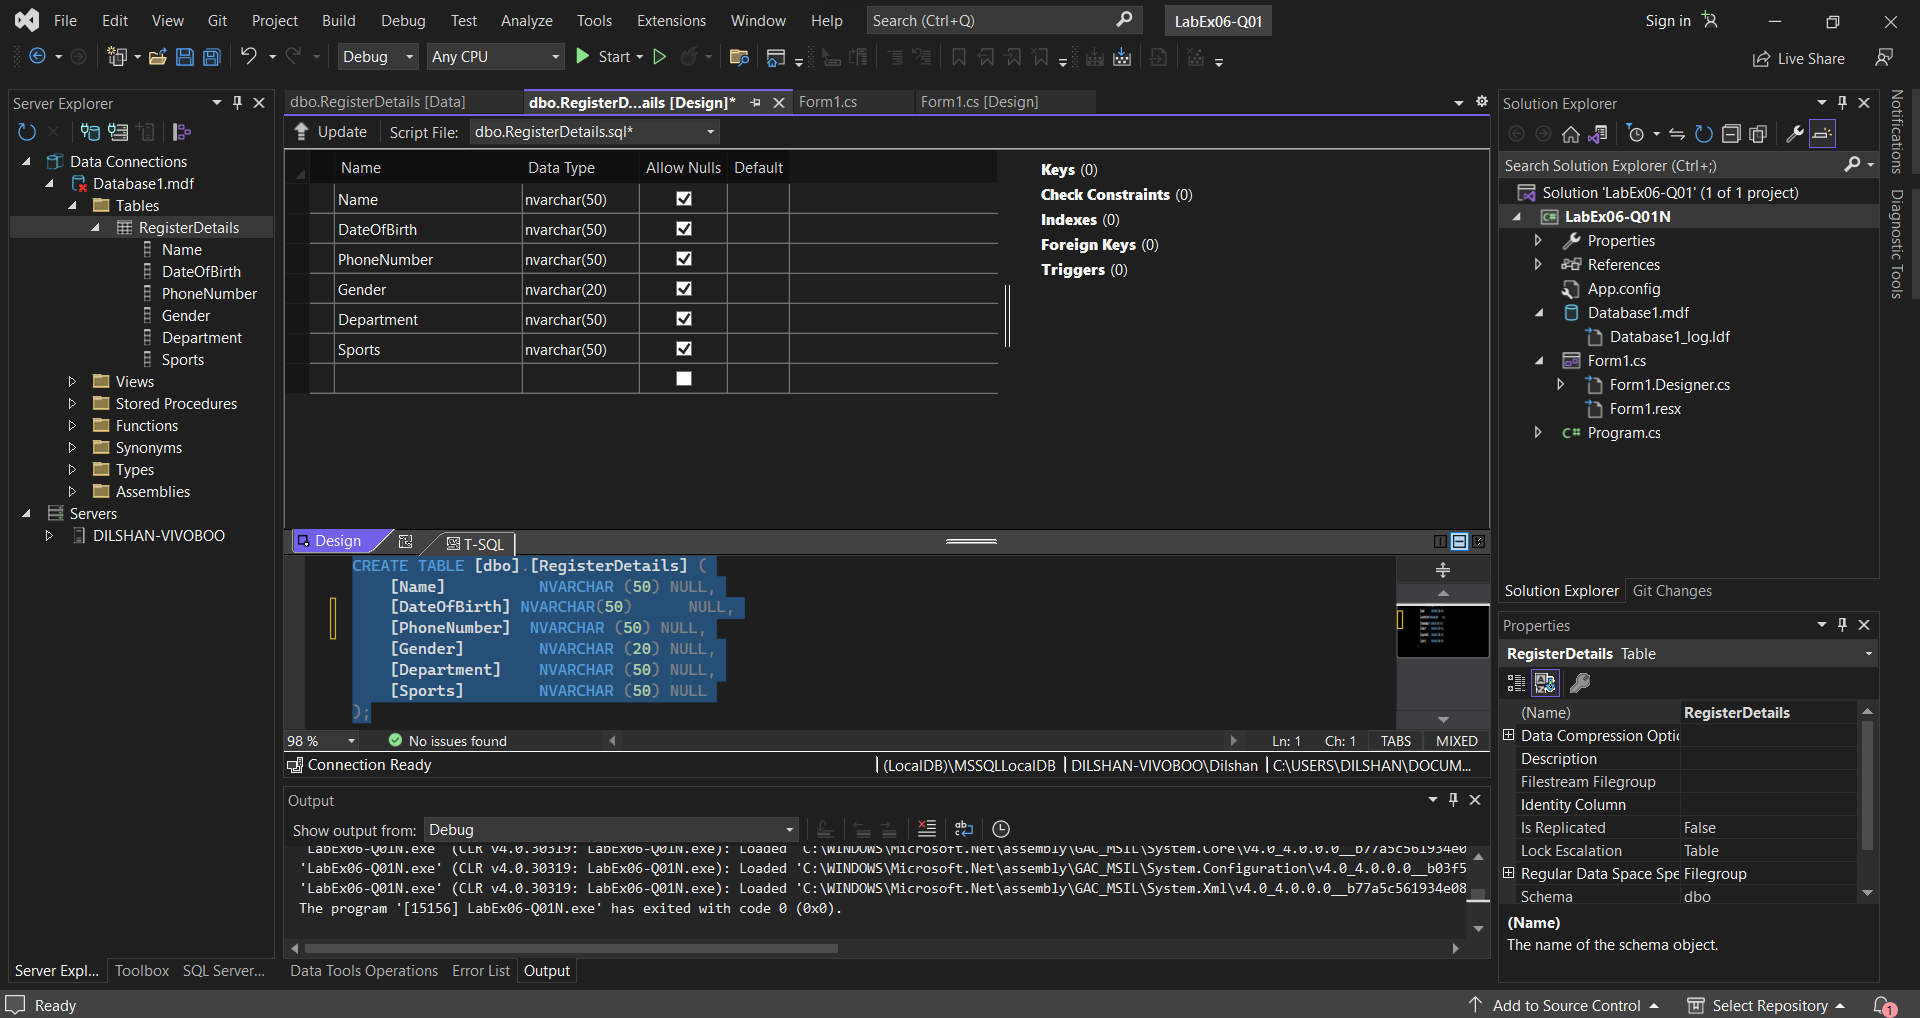 File Edit View Git Project Build Debug Test Analyze Tools Extensions Window Help Search (Ctrl+Q) LabEx06-Q01 Sign in
Debug Any CPU Start Live Share
Server Explorer
Data Connections
Database1.mdf
Tables
RegisterDetails
Name
DateOfBirth
PhoneNumber
Gender
Department
Sports
Views
Stored Procedures
Functions
Synonyms
Types
Assemblies
Servers
DILSHAN-VIVOBOO
Server Expl... Toolbox SQL Server...
dbo.RegisterDetails [Data] dbo.RegisterD...ails [Design]* Form1.cs Form1.cs [Design]
Update Script File: dbo.RegisterDetails.sql*
Name Data Type Allow Nulls Default
Name nvarchar(50)
DateOfBirth nvarchar(50)
PhoneNumber nvarchar(50)
Gender nvarchar(20)
Department nvarchar(50)
Sports nvarchar(50)
Keys (0)
Check Constraints (0)
Indexes (0)
Foreign Keys (0)
Triggers (0)
Design T-SQL
CREATE TABLE [dbo].[RegisterDetails] (
[Name] NVARCHAR (50) NULL,
[DateOfBirth] NVARCHAR(50) NULL,
[PhoneNumber] NVARCHAR (50) NULL,
[Gender] NVARCHAR (20) NULL,
[Department] NVARCHAR (50) NULL,
[Sports] NVARCHAR (50) NULL
);
98 % No issues found Ln: 1 Ch: 1 TABS MIXED
Connection Ready (LocalDB)\MSSQLLocalDB DILSHAN-VIVOBOO\Dilshan C:\USERS\DILSHAN\DOCUM...
Output
Show output from: Debug
'LabEx06-Q01N.exe' (CLR v4.0.30319: LabEx06-Q01N.exe): Loaded 'C:\WINDOWS\Microsoft.Net\assembly\GAC_MSIL\System.Core\v4.0_4.0.0.0__b77a5c561934e0
'LabEx06-Q01N.exe' (CLR v4.0.30319: LabEx06-Q01N.exe): Loaded 'C:\WINDOWS\Microsoft.Net\assembly\GAC_MSIL\System.Configuration\v4.0_4.0.0.0__b03f5
'LabEx06-Q01N.exe' (CLR v4.0.30319: LabEx06-Q01N.exe): Loaded 'C:\WINDOWS\Microsoft.Net\assembly\GAC_MSIL\System.Xml\v4.0_4.0.0.0__b77a5c561934e08
The program '[15156] LabEx06-Q01N.exe' has exited with code 0 (0x0).
Data Tools Operations Error List Output
Solution Explorer
Search Solution Explorer (Ctrl+;)
Solution 'LabEx06-Q01' (1 of 1 project)
LabEx06-Q01N
Properties
References
App.config
Database1.mdf
Database1_log.ldf
Form1.cs
Form1.Designer.cs
Form1.resx
Program.cs
Solution Explorer Git Changes
Properties
RegisterDetails Table
(Name) RegisterDetails
Data Compression Optic
Description
Filestream Filegroup
Identity Column
Is Replicated False
Lock Escalation Table
Regular Data Space Spe Filegroup
Schema dbo
(Name)
The name of the schema object.
Notifications
Diagnostic Tools
Ready Add to Source Control Select Repository 1